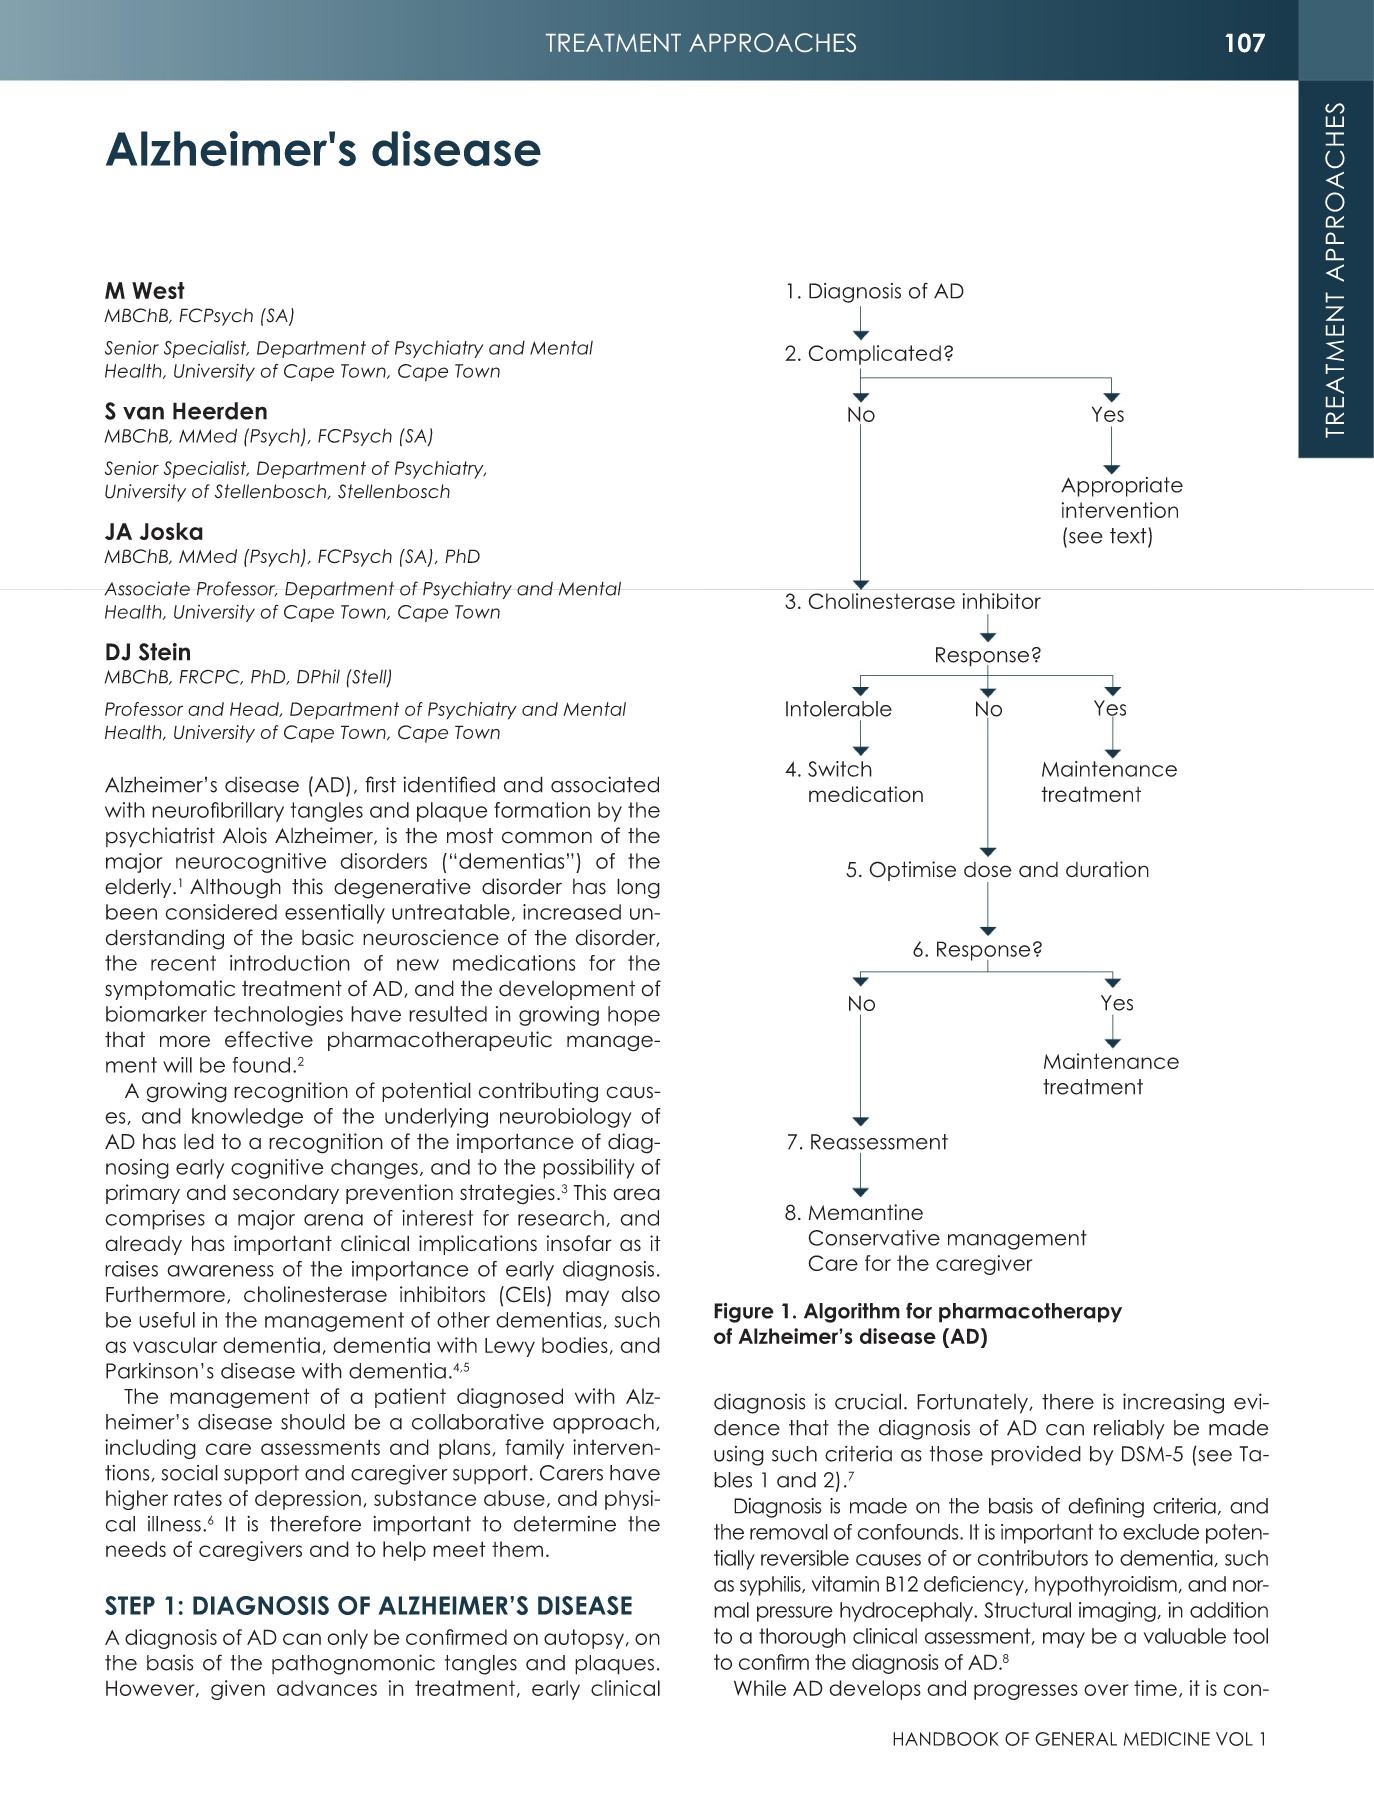 TREATMENT APPROACHES
107
TREATMENT APPROACHES
Alzheimer's disease
M West
MBChB, FCPsych (SA)
Senior Specialist, Department of Psychiatry and Mental
Health, University of Cape Town, Cape Town
S van Heerden
MBChB, MMed (Psych), FCPsych (SA)
Senior Specialist, Department of Psychiatry,
University of Stellenbosch, Stellenbosch
JA Joska
MBChB, MMed (Psych), FCPsych (SA), PhD
Associate Professor, Department of Psychiatry and Mental
Health, University of Cape Town, Cape Town
DJ Stein
MBChB, FRCPC, PhD, DPhil (Stell)
Professor and Head, Department of Psychiatry and Mental
Health, University of Cape Town, Cape Town
Alzheimer’s disease (AD), first identified and associated
with neurofibrillary tangles and plaque formation by the
psychiatrist Alois Alzheimer, is the most common of the
major neurocognitive disorders (“dementias”) of the
elderly.¹ Although this degenerative disorder has long
been considered essentially untreatable, increased un-
derstanding of the basic neuroscience of the disorder,
the recent introduction of new medications for the
symptomatic treatment of AD, and the development of
biomarker technologies have resulted in growing hope
that more effective pharmacotherapeutic manage-
ment will be found.²
A growing recognition of potential contributing caus-
es, and knowledge of the underlying neurobiology of
AD has led to a recognition of the importance of diag-
nosing early cognitive changes, and to the possibility of
primary and secondary prevention strategies.³ This area
comprises a major arena of interest for research, and
already has important clinical implications insofar as it
raises awareness of the importance of early diagnosis.
Furthermore, cholinesterase inhibitors (CEIs) may also
be useful in the management of other dementias, such
as vascular dementia, dementia with Lewy bodies, and
Parkinson’s disease with dementia.⁴,⁵
The management of a patient diagnosed with Alz-
heimer’s disease should be a collaborative approach,
including care assessments and plans, family interven-
tions, social support and caregiver support. Carers have
higher rates of depression, substance abuse, and physi-
cal illness.⁶ It is therefore important to determine the
needs of caregivers and to help meet them.
STEP 1: DIAGNOSIS OF ALZHEIMER’S DISEASE
A diagnosis of AD can only be confirmed on autopsy, on
the basis of the pathognomonic tangles and plaques.
However, given advances in treatment, early clinical
1. Diagnosis of AD
2. Complicated?
No
Yes
Appropriate
intervention
(see text)
3. Cholinesterase inhibitor
Response?
Intolerable
No
Yes
4. Switch
medication
Maintenance
treatment
5. Optimise dose and duration
6. Response?
No
Yes
Maintenance
treatment
7. Reassessment
8. Memantine
Conservative management
Care for the caregiver
Figure 1. Algorithm for pharmacotherapy
of Alzheimer’s disease (AD)
diagnosis is crucial. Fortunately, there is increasing evi-
dence that the diagnosis of AD can reliably be made
using such criteria as those provided by DSM-5 (see Ta-
bles 1 and 2).⁷
Diagnosis is made on the basis of defining criteria, and
the removal of confounds. It is important to exclude poten-
tially reversible causes of or contributors to dementia, such
as syphilis, vitamin B12 deficiency, hypothyroidism, and nor-
mal pressure hydrocephaly. Structural imaging, in addition
to a thorough clinical assessment, may be a valuable tool
to confirm the diagnosis of AD.⁸
While AD develops and progresses over time, it is con-
HANDBOOK OF GENERAL MEDICINE VOL 1